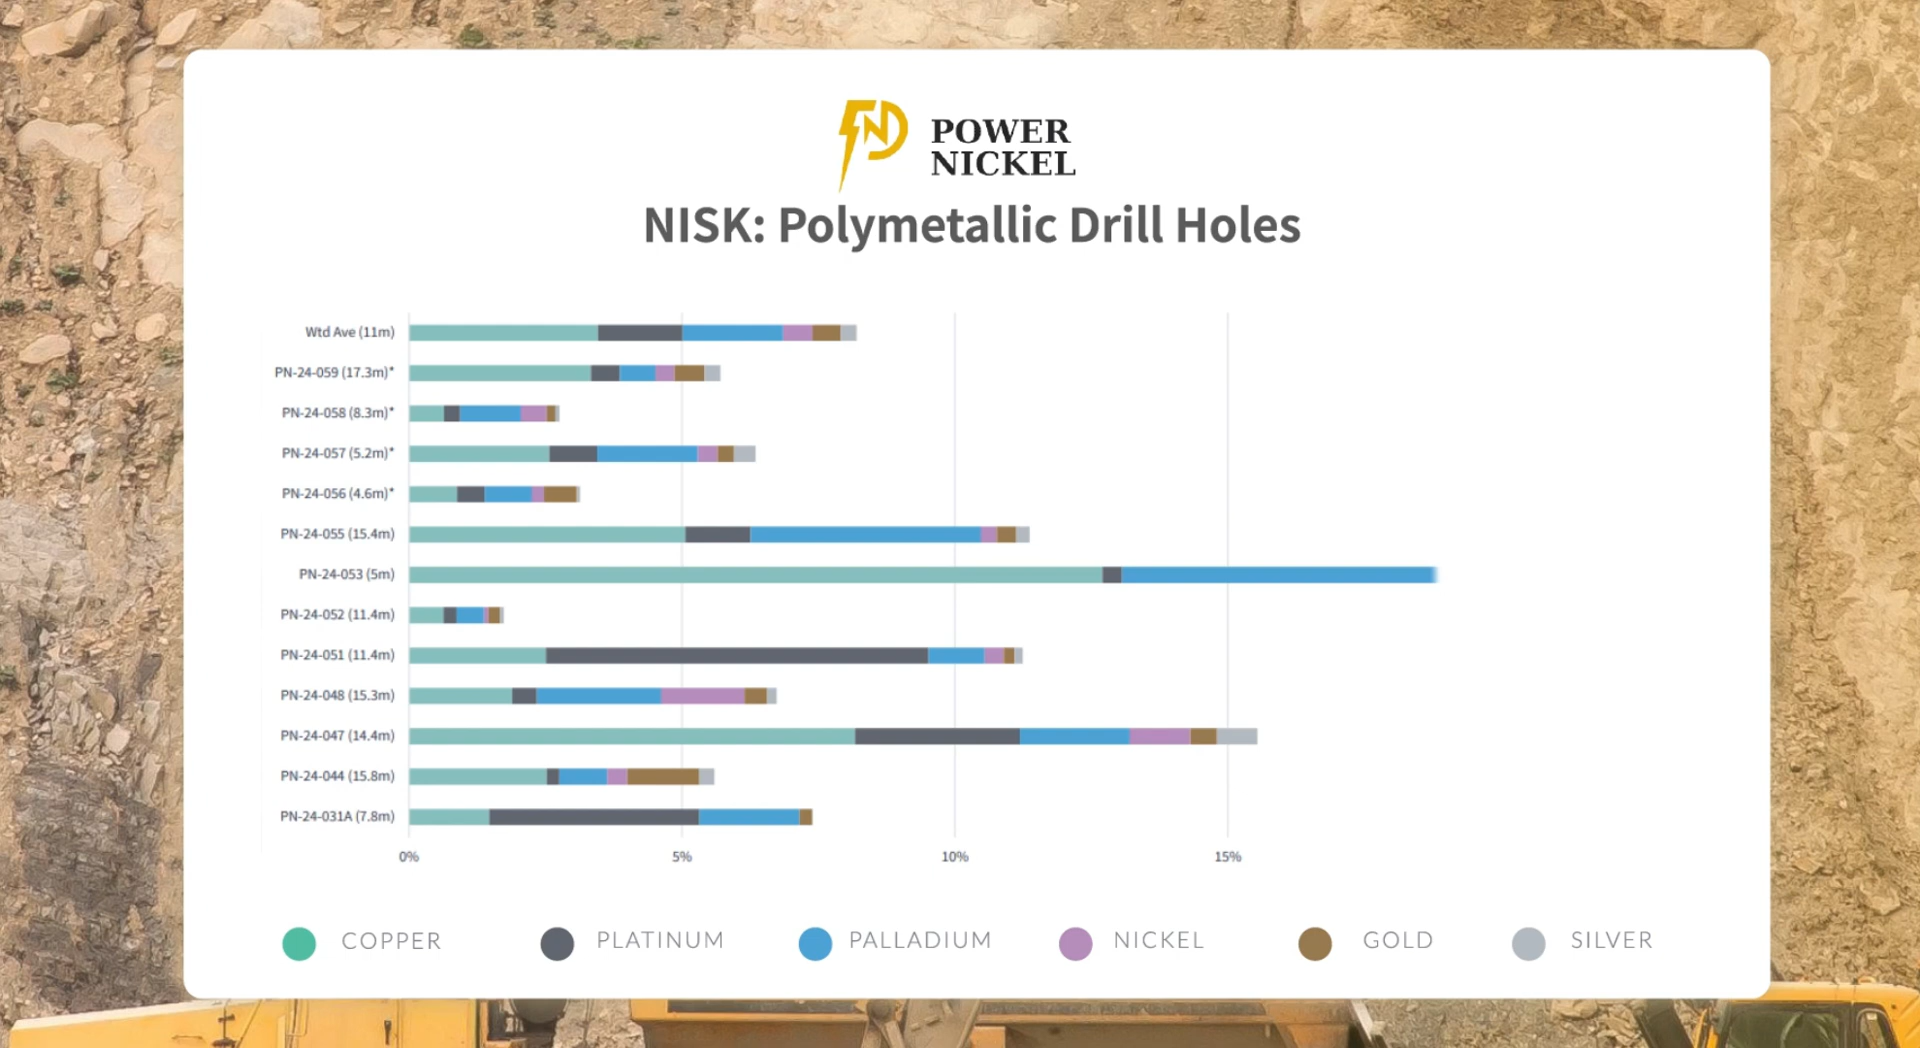 POWER
NICKEL
NISK: Polymetallic Drill Holes
Wtd Ave (11m)
PN-24-059 (17.3m)*
PN-24-058 (8.3m)*
PN-24-057 (5.2m)*
PN-24-056 (4.6m)*
PN-24-055 (15.4m)
PN-24-053 (5m)
PN-24-052 (11.4m)
PN-24-051 (11.4m)
PN-24-048 (15.3m)
PN-24-047 (14.4m)
PN-24-044 (15.8m)
PN-24-031A (7.8m)
0% 5% 10% 15%
COPPER PLATINUM PALLADIUM NICKEL GOLD SILVER